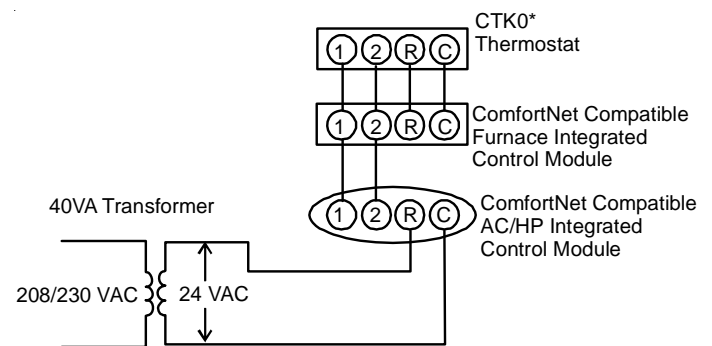 CTK0*
Thermostat
1 2 R C
1 2 R C
ComfortNet Compatible
Furnace Integrated
Control Module
1 2 R C
ComfortNet Compatible
AC/HP Integrated
Control Module
40VA Transformer
208/230 VAC
24 VAC